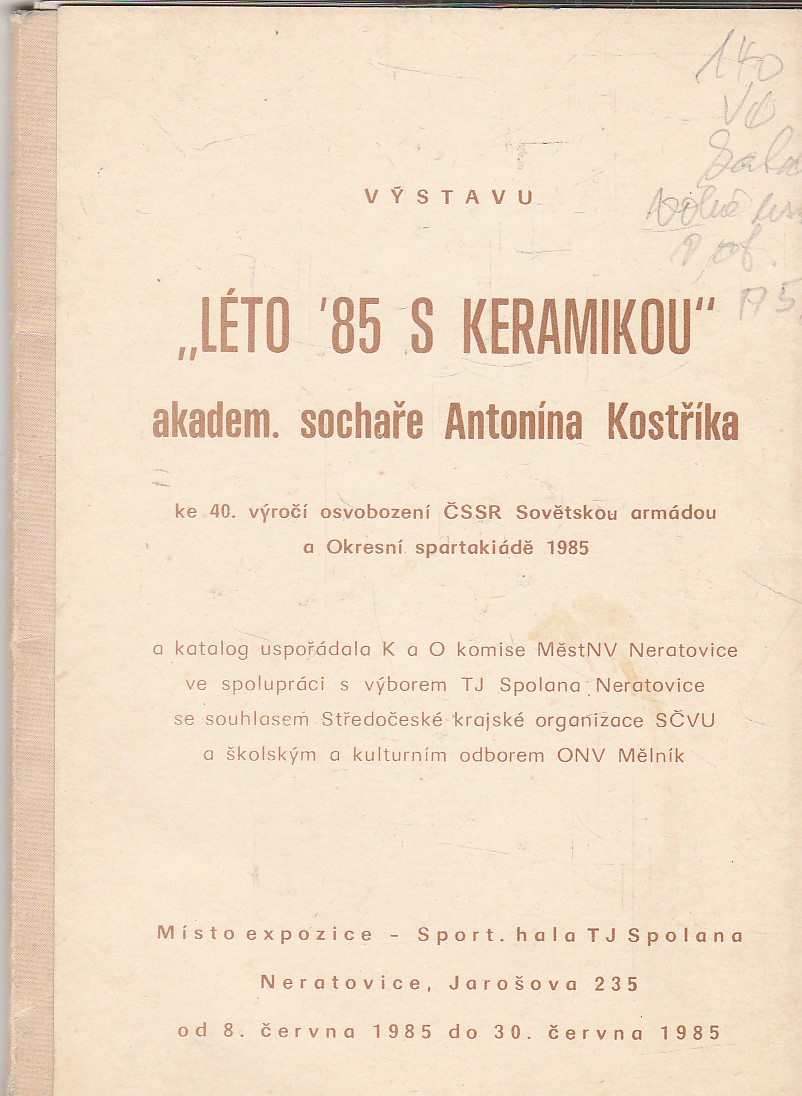 140
VÝSTAVU
„LÉTO '85 S KERAMIKOU"
akadem. sochaře Antonína Kostříka
ke 40. výročí osvobození ČSSR Sovětskou armádou
a Okresní spartakiádě 1985
a katalog uspořádala K a O komise MěstNV Neratovice
ve spolupráci s výborem TJ Spolana Neratovice
se souhlasem Středočeské krajské organizace SČVU
a školským a kulturním odborem ONV Mělník
Místo expozice – Sport. hala TJ Spolana
Neratovice, Jarošova 235
od 8. června 1985 do 30. června 1985